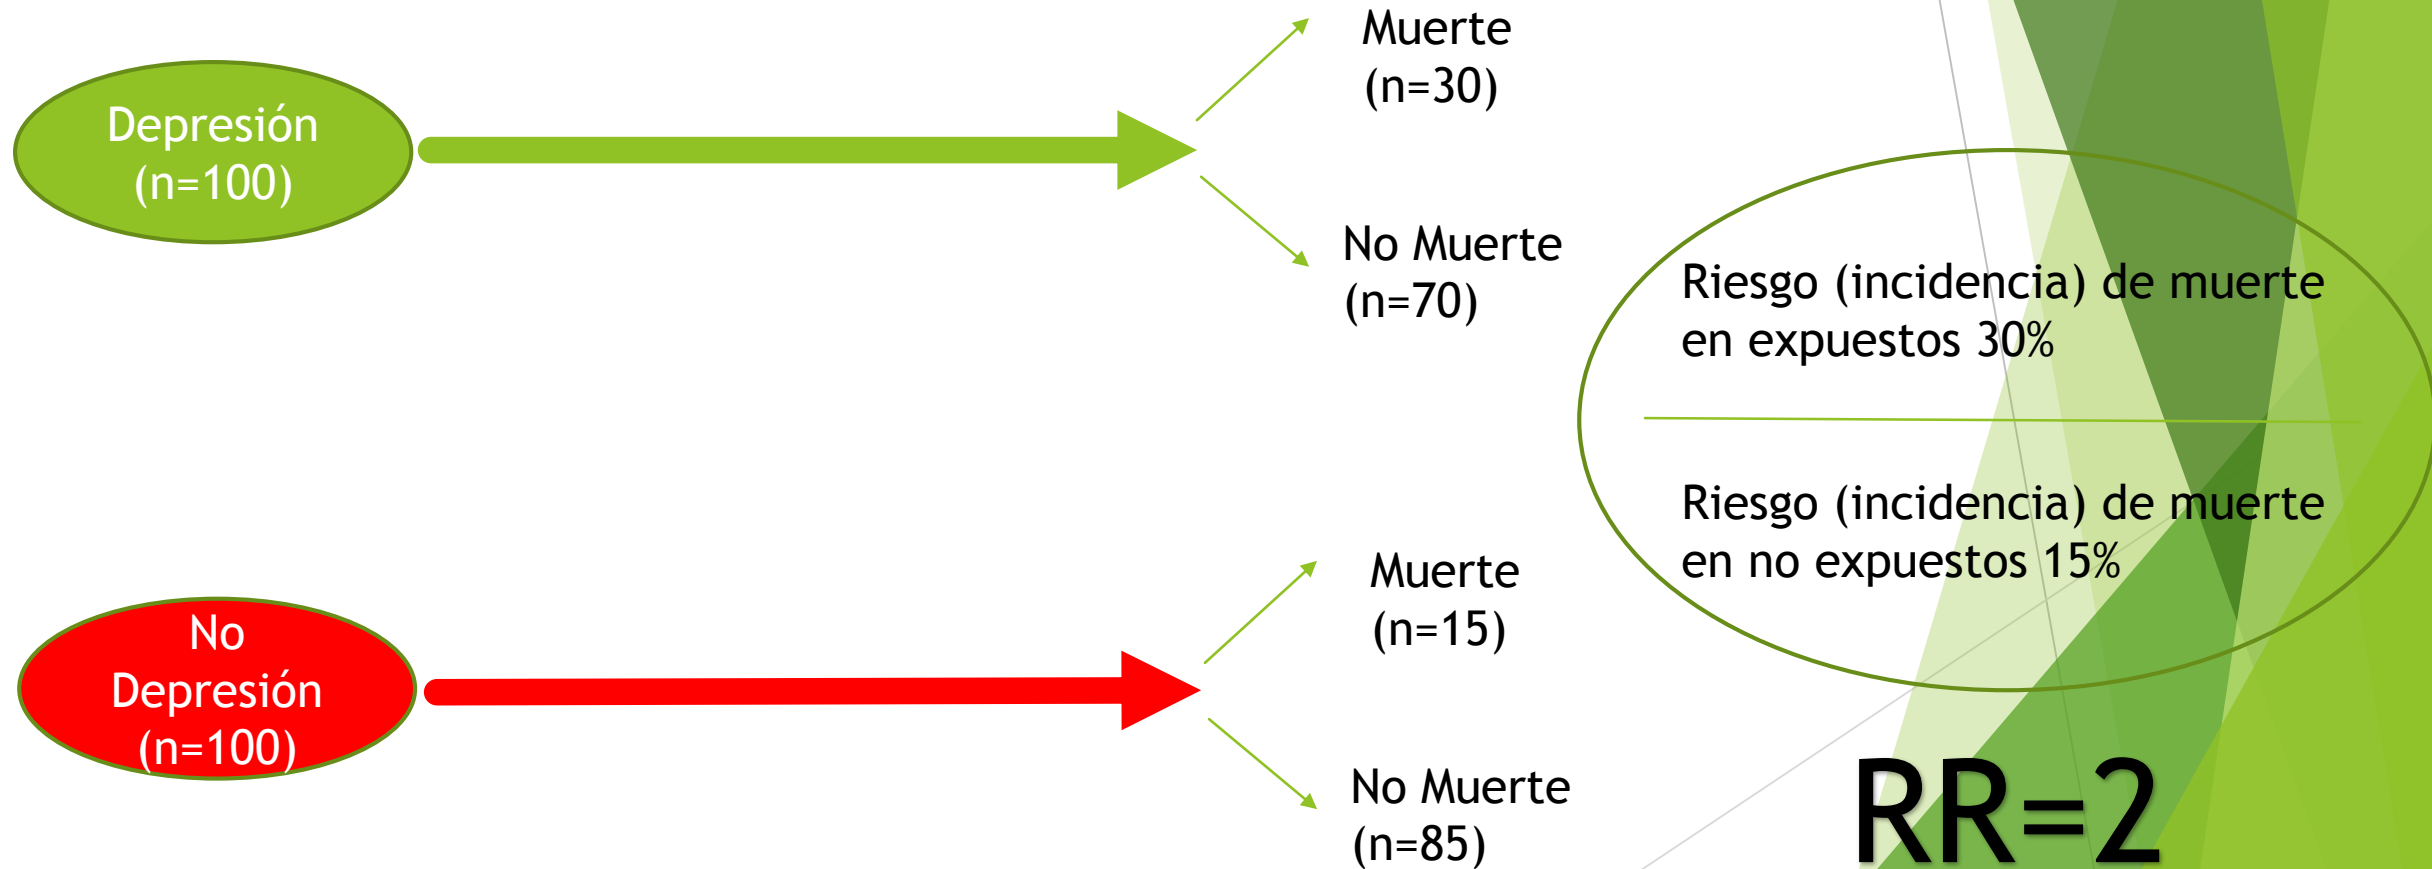 Depresión
(n=100)
Muerte
(n=30)
No Muerte
(n=70)
Riesgo (incidencia) de muerte
en expuestos 30%
Riesgo (incidencia) de muerte
en no expuestos 15%
No
Depresión
(n=100)
Muerte
(n=15)
No Muerte
(n=85)
RR=2